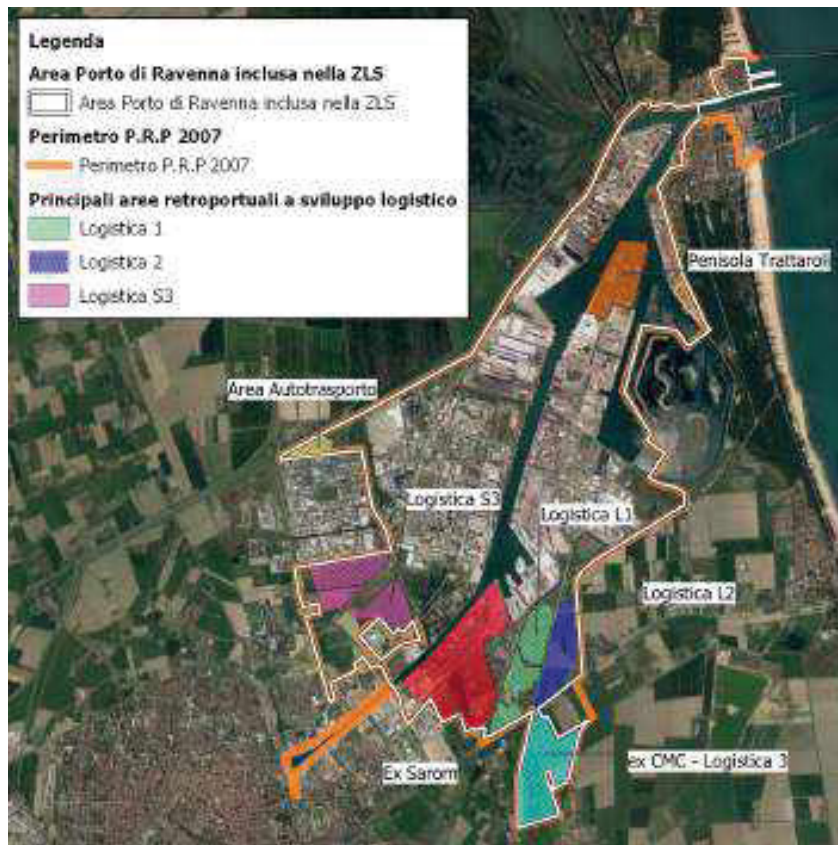 Legenda
Area Porto di Ravenna inclusa nella ZLS
Area Porto di Ravenna inclusa nella ZLS
Perimetro P.R.P 2007
Perimetro P.R.P 2007
Principali aree retroportuali a sviluppo logistico
Logistica 1
Logistica 2
Logistica S3
Penisola Trattaroli
Area Autotrasporto
Logistica S3
Logistica L1
Logistica L2
Ex Sarom
ex CMC - Logistica 3